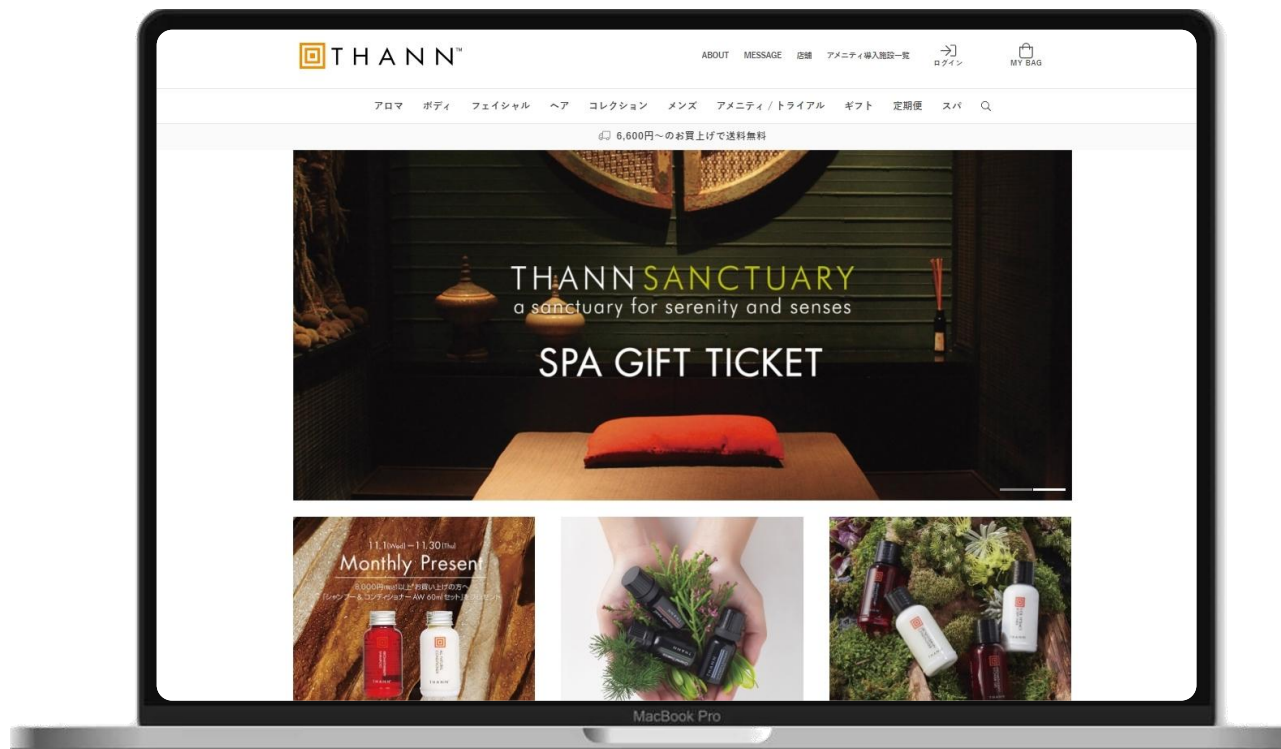 THANN™
ABOUT MESSAGE 店舗 アメニティ導入施設一覧 ログイン MY BAG
アロマ ボディ フェイシャル ヘア コレクション メンズ アメニティ / トライアル ギフト 定期便 スパ
6,600円～のお買上げで送料無料
THANN SANCTUARY
a sanctuary for serenity and senses
SPA GIFT TICKET
11.1(Wed)－11.30(Thu)
Monthly Present
THANN
THANN
THANN
MacBook Pro